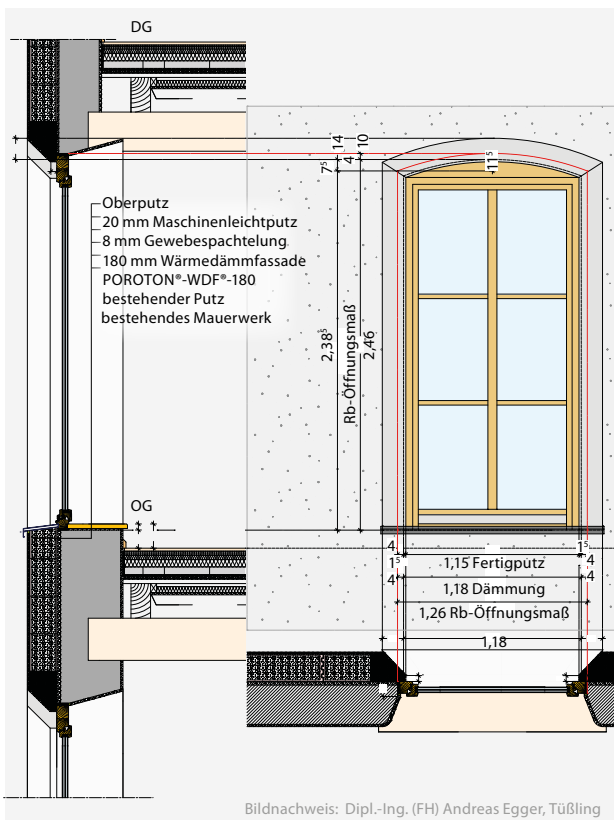 DG
14
10
7⁵
4
11⁵
Oberputz
20 mm Maschinenleichtputz
8 mm Gewebespachtelung
180 mm Wärmedämmfassade
POROTON®-WDF®-180
bestehender Putz
bestehendes Mauerwerk
2,38⁵
Rb-Öffnungsmaß
2,46
OG
4
1⁵
1⁵
4
1,15 Fertigputz
4
4
1,18 Dämmung
1,26 Rb-Öffnungsmaß
1,18
Bildnachweis: Dipl.-Ing. (FH) Andreas Egger, Tüßling